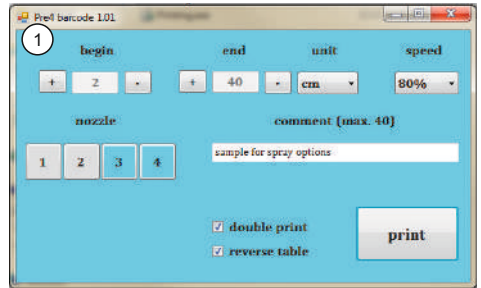 Pre4 barcode 1.01
1
begin end unit speed
+ 2 - + 40 - cm 80%
nozzle comment (max. 40)
1 2 3 4 sample for spray options
double print
reverse table
print